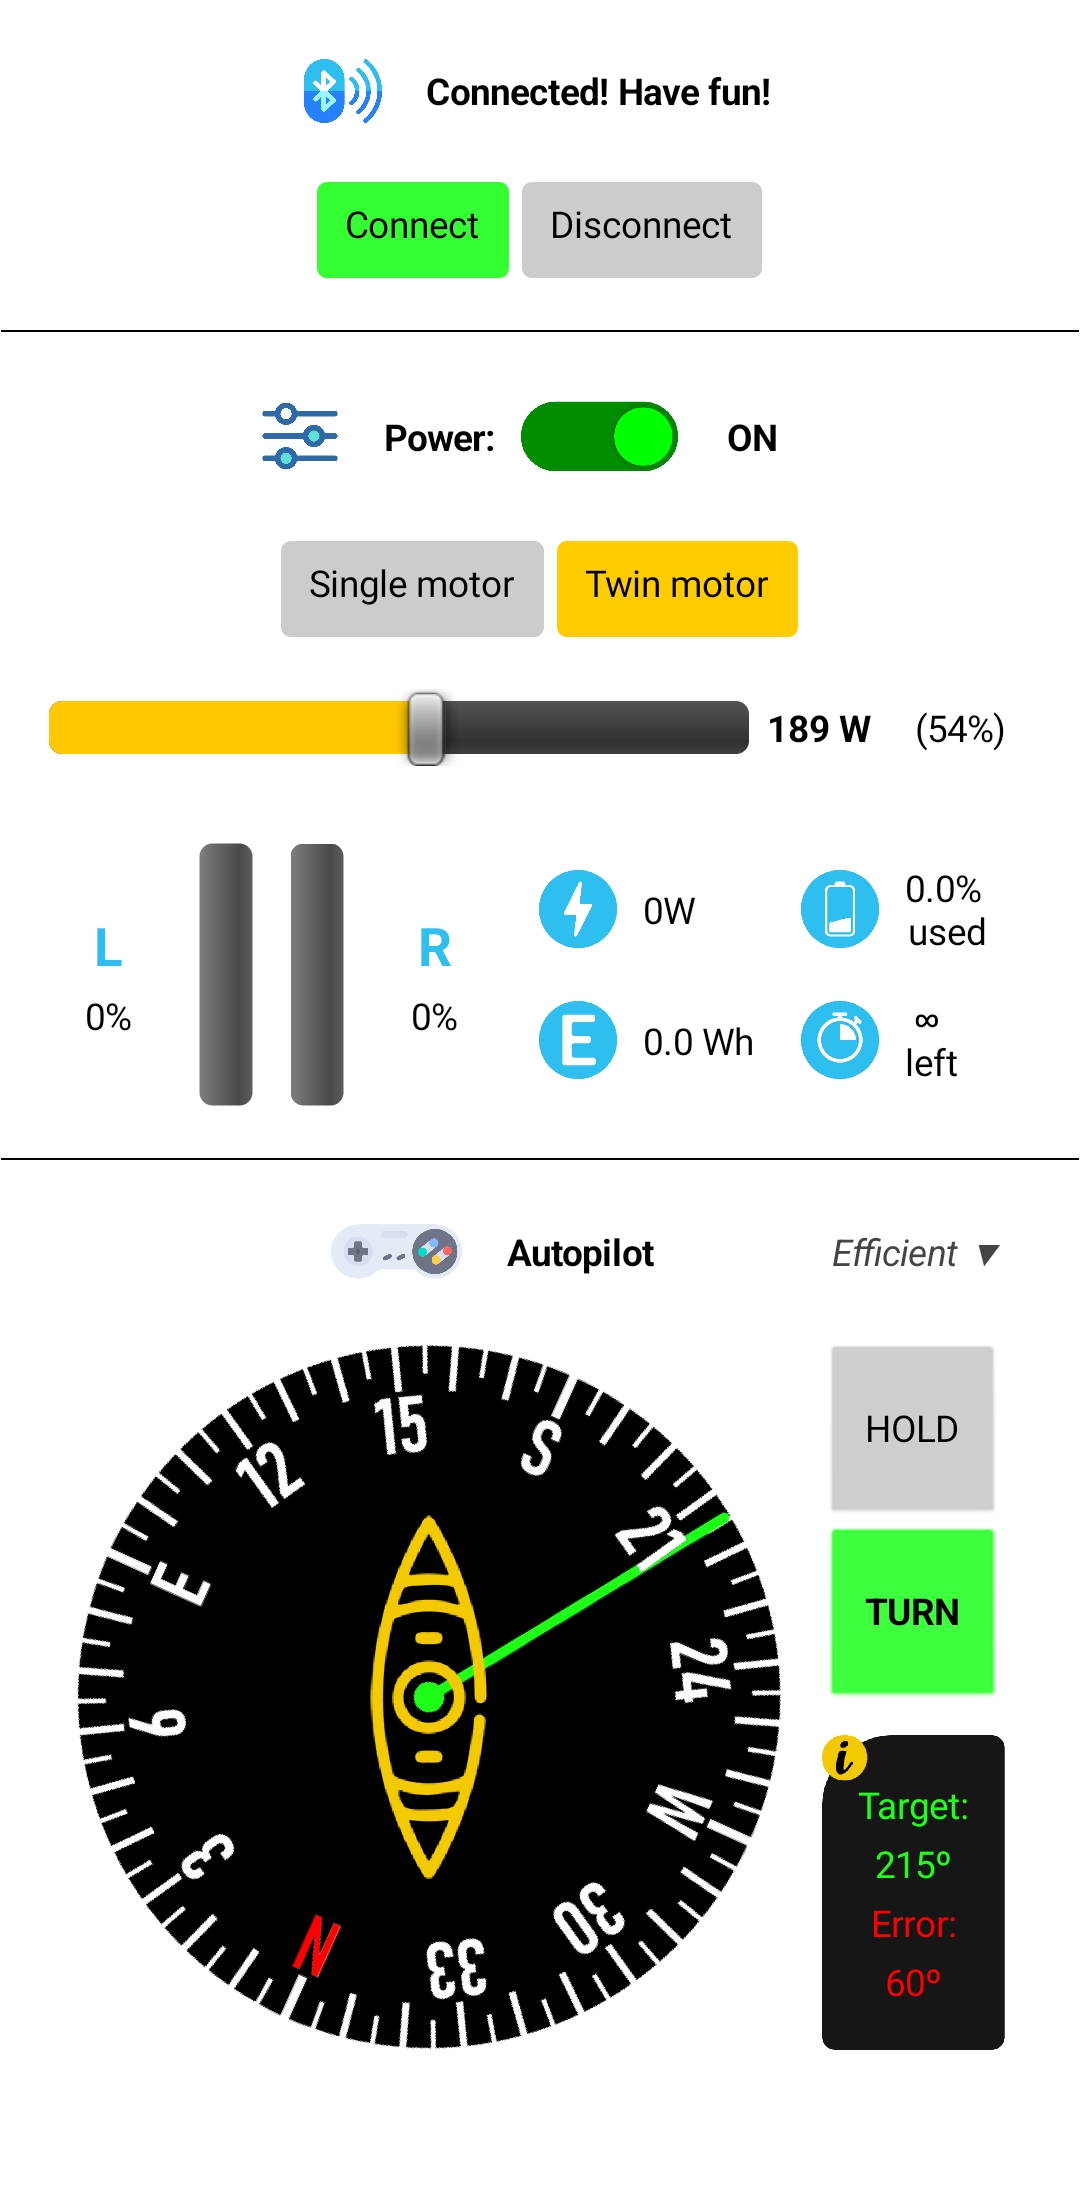 Connected! Have fun!
Connect
Disconnect
Power:
ON
Single motor
Twin motor
189 W
(54%)
L
0%
R
0%
0W
0.0%
used
E
0.0 Wh
∞
left
Autopilot
Efficient ▼
HOLD
TURN
15
S
21
24
W
30
33
N
3
6
E
12
i
Target:
215º
Error:
60º